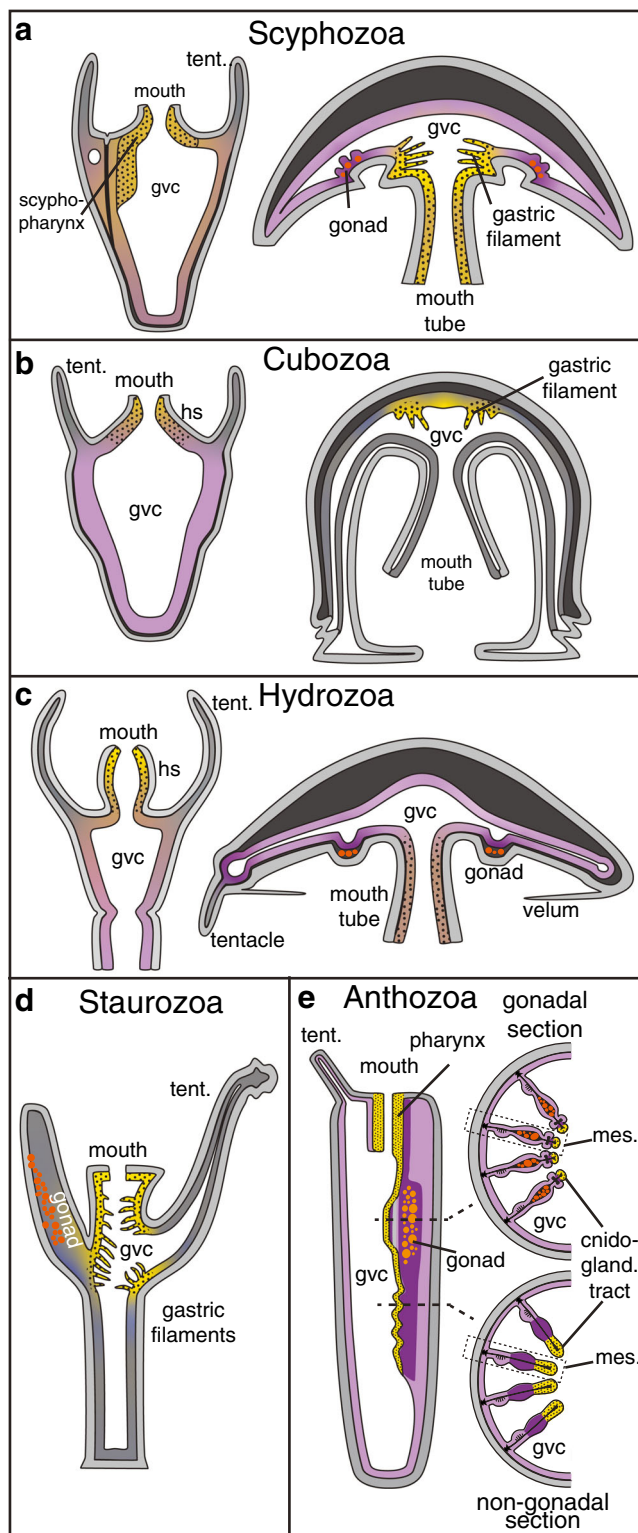 a Scyphozoa
tent..
mouth
gvc
scypho-
pharynx
gvc
gonad
gastric
filament
mouth
tube
b Cubozoa
tent.
mouth
hs
gvc
gastric
filament
gvc
mouth
tube
c Hydrozoa
tent.
mouth
hs
gvc
gvc
mouth
tube
gonad
tentacle
velum
d Staurozoa
tent.
mouth
gonad
gvc
gastric
filaments
e Anthozoa
tent.
mouth
pharynx
gonadal
section
mes.
gvc
gonad
gvc
cnido-
gland.
tract
mes.
gvc
non-gonadal
section